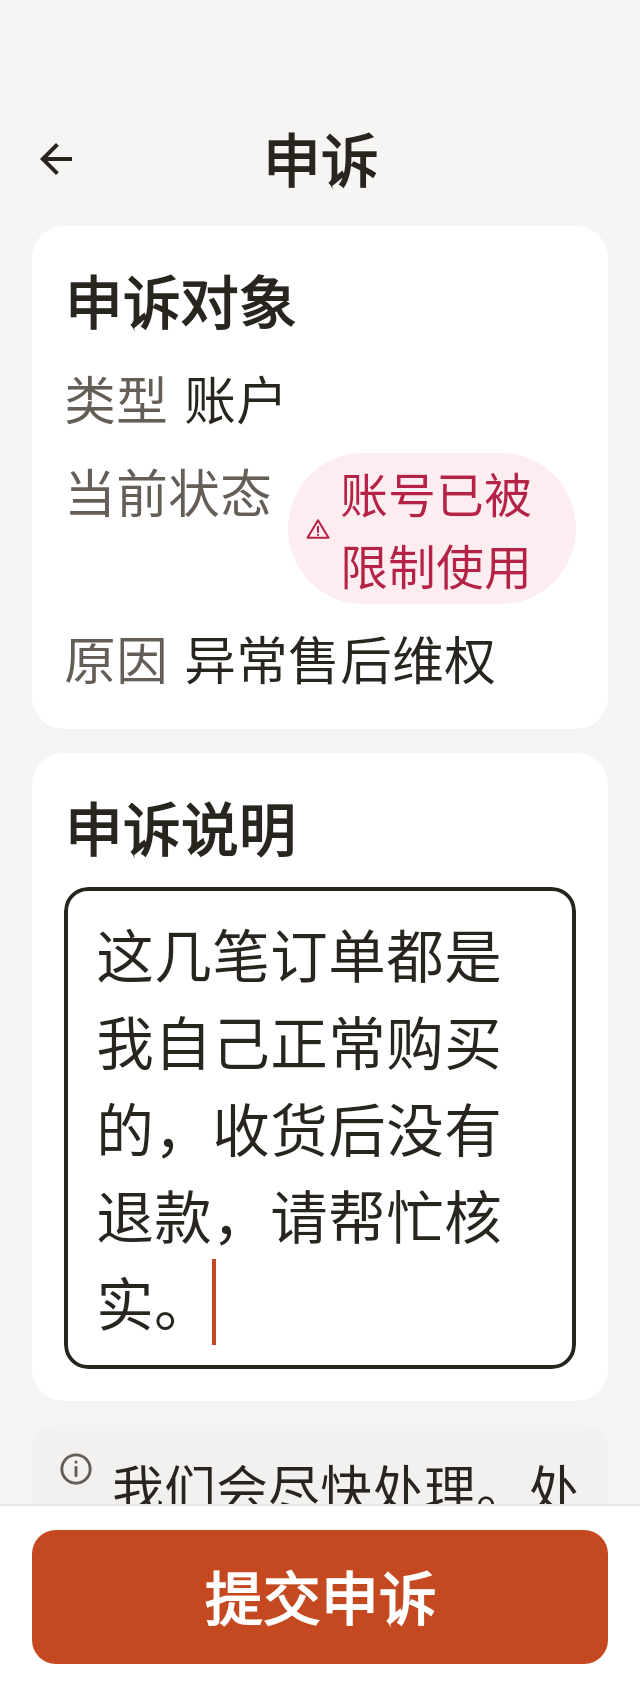 申诉
申诉对象
类型 账户
当前状态
账号已被
限制使用
原因 异常售后维权
申诉说明
这几笔订单都是
我自己正常购买
的，收货后没有
退款，请帮忙核
实。
我们会尽快处理。处
提交申诉